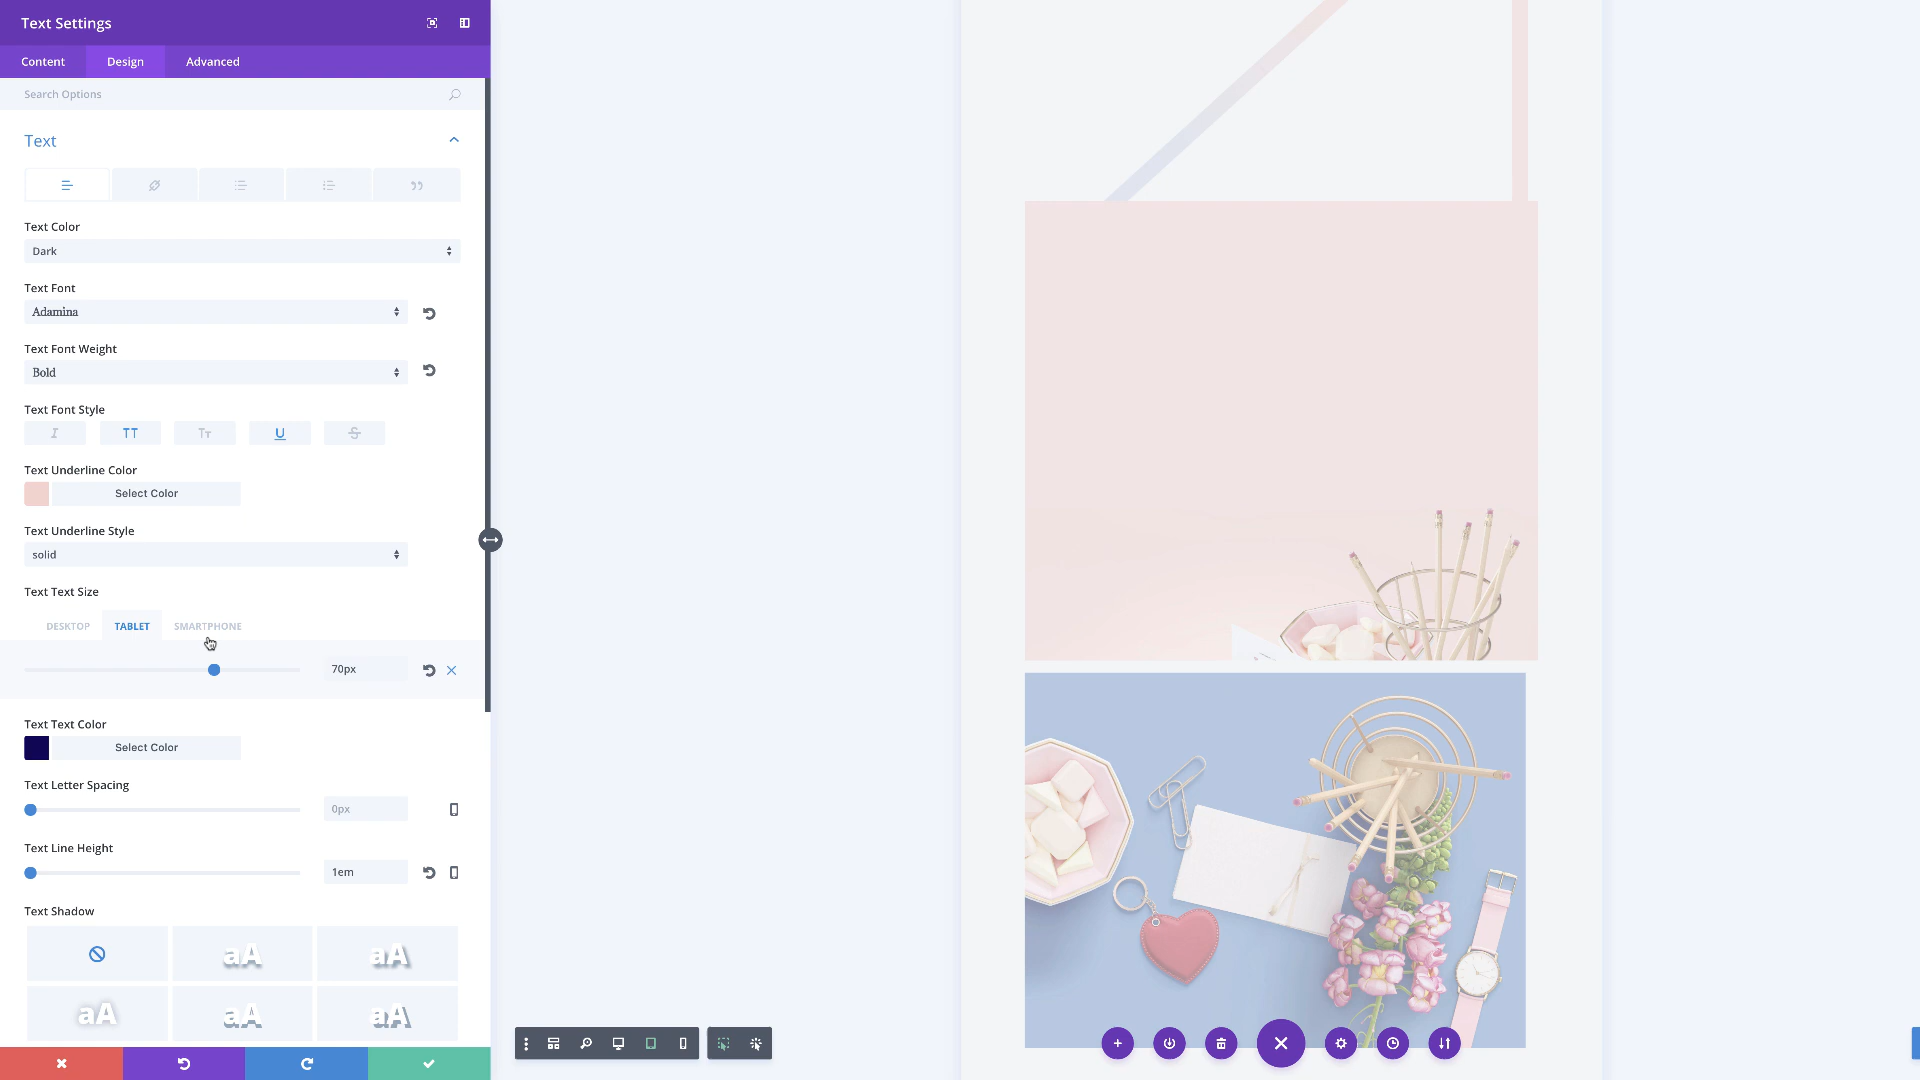 Text Settings
Content Design Advanced
Search Options
Text
Text Color
Dark
Text Font
Adamina
Text Font Weight
Bold
Text Font Style
I TT Tт U S
Text Underline Color
Select Color
Text Underline Style
solid
Text Text Size
DESKTOP TABLET SMARTPHONE
70px
Text Text Color
Select Color
Text Letter Spacing
0px
Text Line Height
1em
Text Shadow
aA aA
aA aA aA